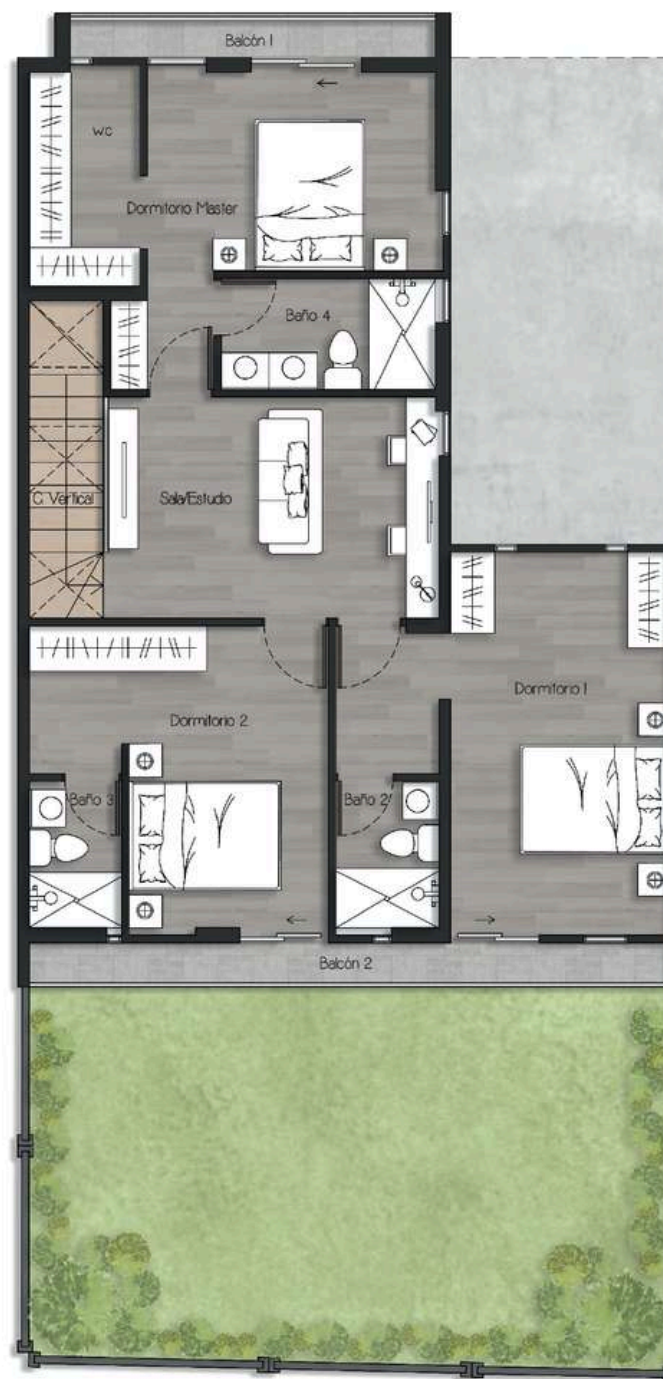 Balcón 1
wc
Dormitorio Master
Baño 4
C. Vertical
Sala/Estudio
Dormitorio 1
Dormitorio 2
Baño 3
Baño 2
Balcón 2